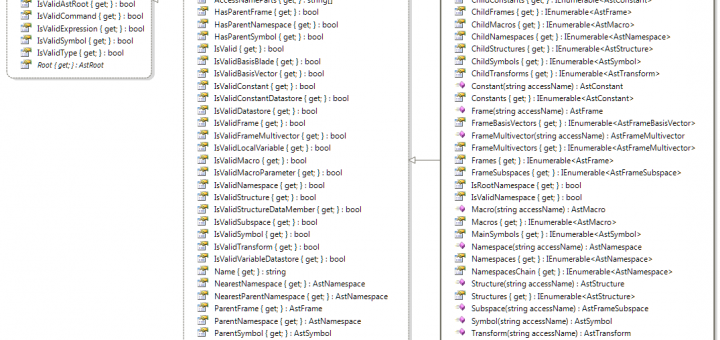 IsValidAstRoot { get; } : bool
IsValidCommand { get; } : bool
IsValidExpression { get; } : bool
IsValidSymbol { get; } : bool
IsValidType { get; } : bool
Root { get; } : AstRoot
AccessNameParts { get; } : string[]
HasParentFrame { get; } : bool
HasParentNamespace { get; } : bool
HasParentSymbol { get; } : bool
IsValid { get; } : bool
IsValidBasisBlade { get; } : bool
IsValidBasisVector { get; } : bool
IsValidConstant { get; } : bool
IsValidConstantDatastore { get; } : bool
IsValidDatastore { get; } : bool
IsValidFrame { get; } : bool
IsValidFrameMultivector { get; } : bool
IsValidLocalVariable { get; } : bool
IsValidMacro { get; } : bool
IsValidMacroParameter { get; } : bool
IsValidNamespace { get; } : bool
IsValidStructure { get; } : bool
IsValidStructureDataMember { get; } : bool
IsValidSubspace { get; } : bool
IsValidSymbol { get; } : bool
IsValidTransform { get; } : bool
IsValidVariableDatastore { get; } : bool
Name { get; } : string
NearestNamespace { get; } : AstNamespace
NearestParentNamespace { get; } : AstNamespace
ParentFrame { get; } : AstFrame
ParentNamespace { get; } : AstNamespace
ParentSymbol { get; } : AstSymbol
ChildConstants { get; } : IEnumerable<AstConstant>
ChildFrames { get; } : IEnumerable<AstFrame>
ChildMacros { get; } : IEnumerable<AstMacro>
ChildNamespaces { get; } : IEnumerable<AstNamespace>
ChildStructures { get; } : IEnumerable<AstStructure>
ChildSymbols { get; } : IEnumerable<AstSymbol>
ChildTransforms { get; } : IEnumerable<AstTransform>
Constant(string accessName) : AstConstant
Constants { get; } : IEnumerable<AstConstant>
Frame(string accessName) : AstFrame
FrameBasisVectors { get; } : IEnumerable<AstFrameBasisVector>
FrameMultivector(string accessName) : AstFrameMultivector
FrameMultivectors { get; } : IEnumerable<AstFrameMultivector>
Frames { get; } : IEnumerable<AstFrame>
FrameSubspaces { get; } : IEnumerable<AstFrameSubspace>
IsRootNamespace { get; } : bool
IsValidNamespace { get; } : bool
Macro(string accessName) : AstMacro
Macros { get; } : IEnumerable<AstMacro>
MainSymbols { get; } : IEnumerable<AstSymbol>
Namespace(string accessName) : AstNamespace
Namespaces { get; } : IEnumerable<AstNamespace>
NamespacesChain { get; } : IEnumerable<AstNamespace>
Structure(string accessName) : AstStructure
Structures { get; } : IEnumerable<AstStructure>
Subspace(string accessName) : AstFrameSubspace
Symbol(string accessName) : AstSymbol
Transform(string accessName) : AstTransform